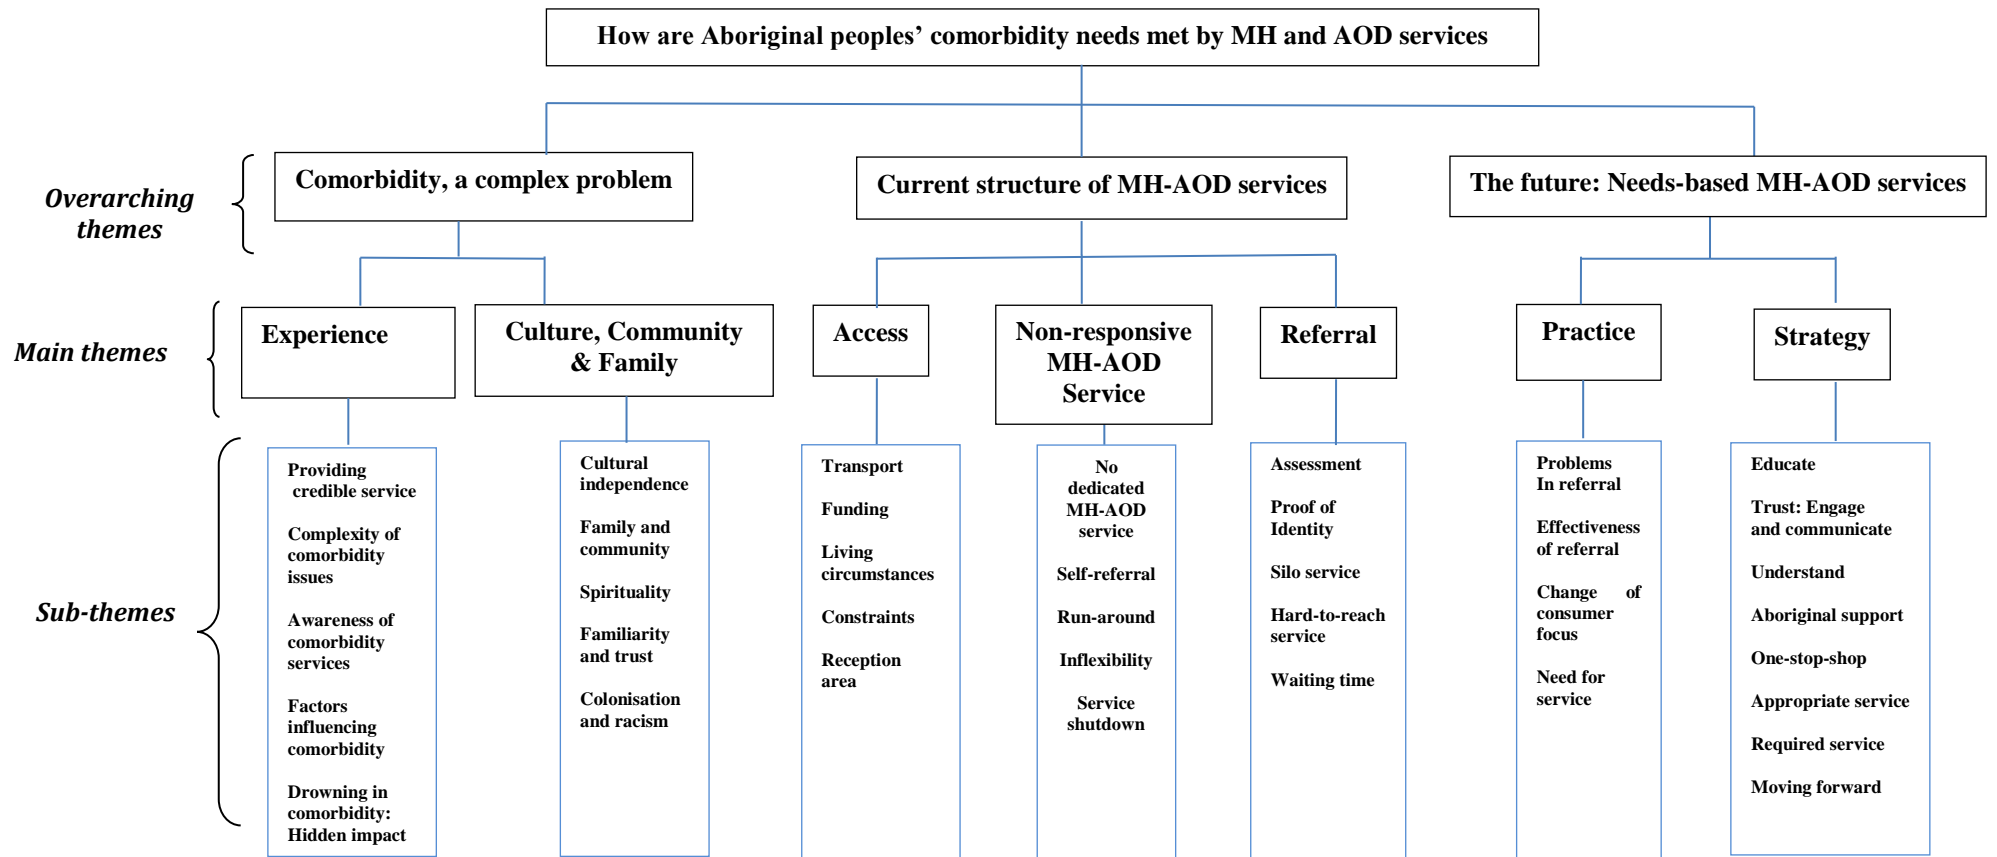 How are Aboriginal peoples’ comorbidity needs met by MH and AOD services
Overarching
themes
Comorbidity, a complex problem
Current structure of MH-AOD services
The future: Needs-based MH-AOD services
Main themes
Experience
Culture, Community
& Family
Access
Non-responsive
MH-AOD
Service
Referral
Practice
Strategy
Sub-themes
Providing
credible service
Complexity of
comorbidity
issues
Awareness of
comorbidity
services
Factors
influencing
comorbidity
Drowning in
comorbidity:
Hidden impact
Cultural
independence
Family and
community
Spirituality
Familiarity
and trust
Colonisation
and racism
Transport
Funding
Living
circumstances
Constraints
Reception
area
No
dedicated
MH-AOD
service
Self-referral
Run-around
Inflexibility
Service
shutdown
Assessment
Proof of
Identity
Silo service
Hard-to-reach
service
Waiting time
Problems
In referral
Effectiveness
of referral
Change of
consumer
focus
Need for
service
Educate
Trust: Engage
and communicate
Understand
Aboriginal support
One-stop-shop
Appropriate service
Required service
Moving forward